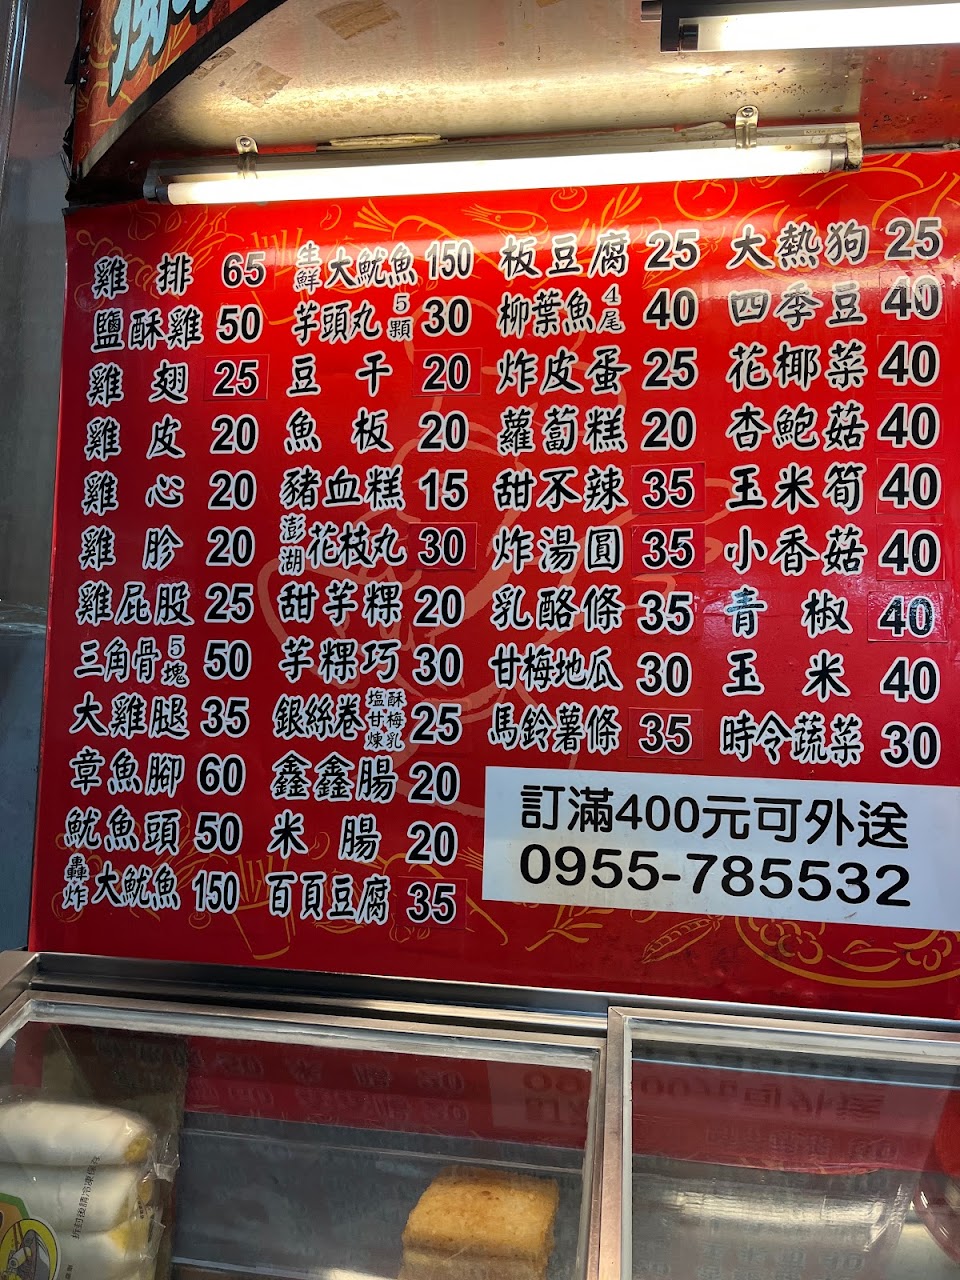 雞排 65
鹽酥雞 50
雞翅 25
雞皮 20
雞心 20
雞胗 20
雞屁股 25
三角骨 5塊 50
大雞腿 35
章魚腳 60
魷魚頭 50
轟炸大魷魚 150
生鮮大魷魚 150
芋頭丸 5顆 30
豆干 20
魚板 20
豬血糕 15
澎湖花枝丸 30
甜芋粿 20
芋粿巧 30
銀絲卷 塩甘煉 酥梅乳 25
鑫鑫腸 20
米腸 20
百頁豆腐 35
板豆腐 25
柳葉魚 4尾 40
炸皮蛋 25
蘿蔔糕 20
甜不辣 35
炸湯圓 35
乳酪條 35
甘梅地瓜 30
馬鈴薯條 35
大熱狗 25
四季豆 40
花椰菜 40
杏鮑菇 40
玉米筍 40
小香菇 40
青椒 40
玉米 40
時令蔬菜 30
訂滿400元可外送
0955-785532
拆封後請冷凍保存